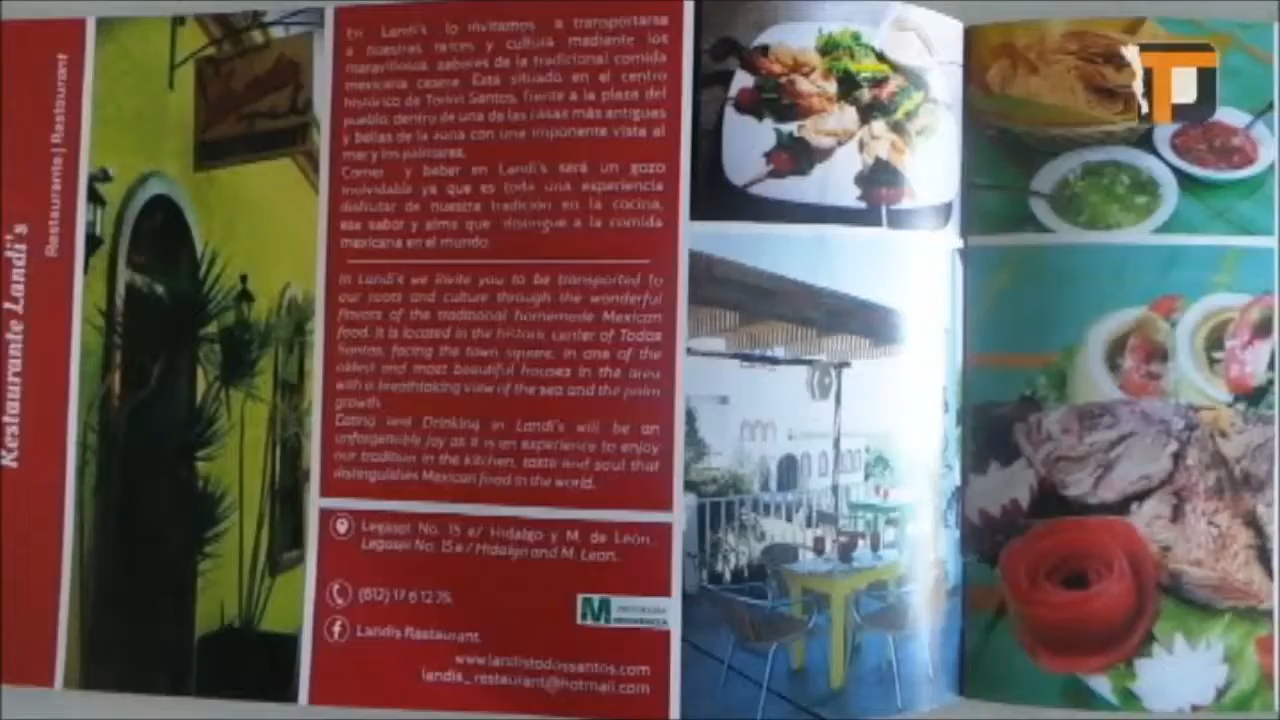 Restaurante Landi's
Restaurante | Restaurant
En Landi's lo invitamos a transportarse
a nuestras raíces y cultura mediante los
maravillosos sabores de la tradicional comida
mexicana casera. Está situado en el centro
histórico de Todos Santos, frente a la plaza del
pueblo, dentro de una de las casas más antiguas
y bellas de la zona con una imponente vista al
mar y los palmares.
Comer y beber en Landi's será un gozo
inolvidable ya que es toda una experiencia
disfrutar de nuestra tradición en la cocina,
ese sabor y alma que distingue a la comida
mexicana en el mundo.
In Landi's we invite you to be transported to
our roots and culture through the wonderful
flavors of the traditional homemade Mexican
food. It is located in the historic center of Todos
Santos, facing the town square, in one of the
oldest and most beautiful houses in the area
with a breathtaking view of the sea and the palm
growth.
Eating and Drinking in Landi's will be an
unforgettable joy as it is an experience to enjoy
our tradition in the kitchen, taste and soul that
distinguishes Mexican food in the world.
Legaspi No. 15 e/ Hidalgo y M. de León.
Legaspi No. 15 e / Hidalgo and M. Leon.
(612) 17 6 12 75
M
Landis Restaurant
www.landistodossantos.com
landis_restaurant@hotmail.com